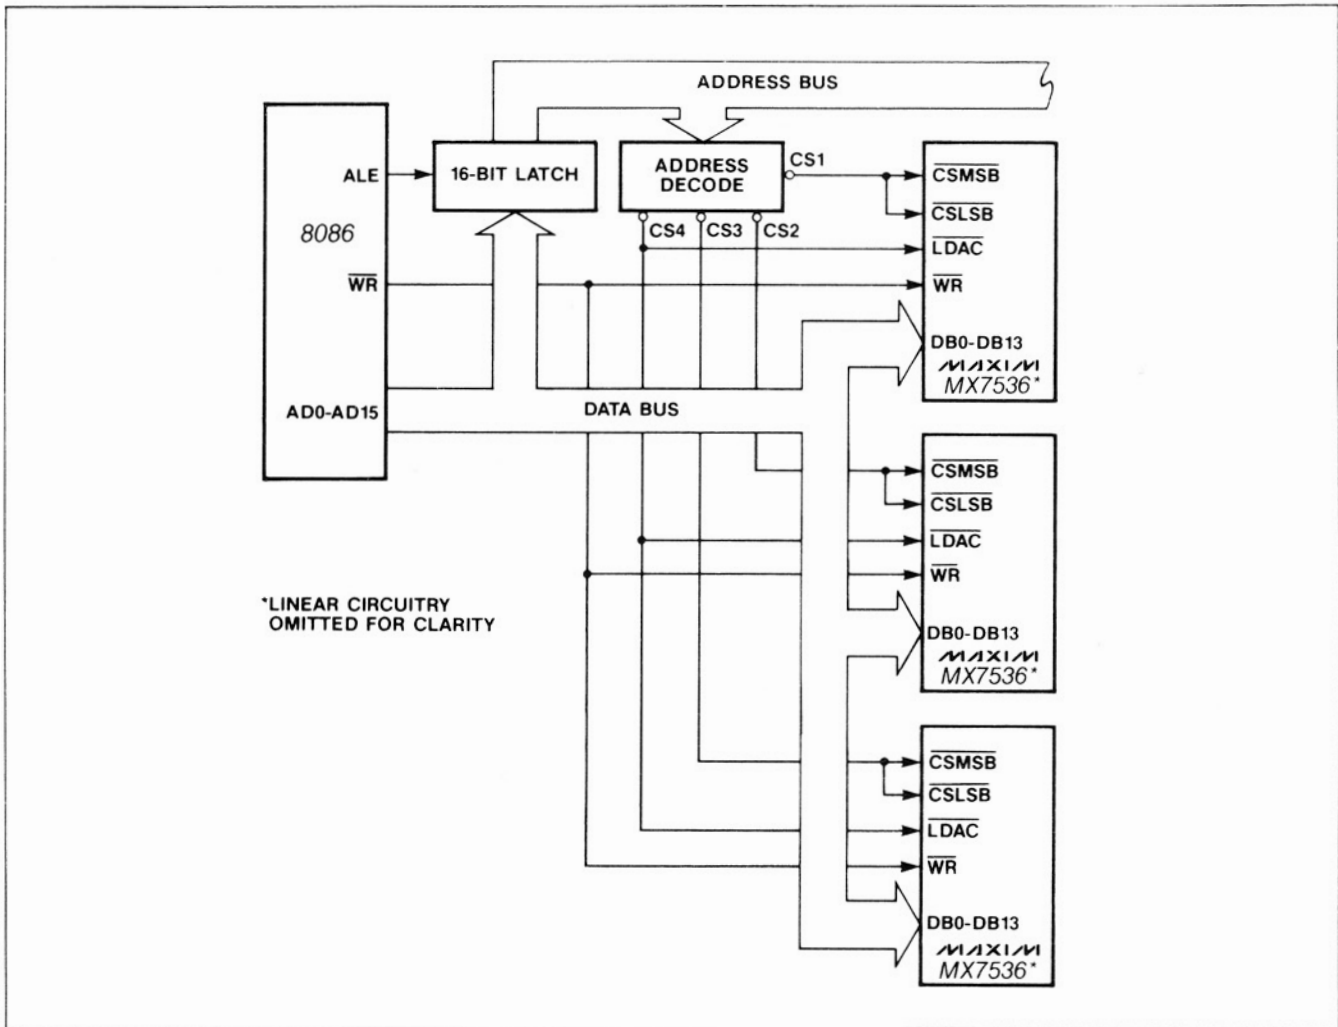 ADDRESS BUS
ALE
16-BIT LATCH
ADDRESS
DECODE
CS1
CS4
CS3
CS2
8086
WR
AD0-AD15
DATA BUS
CSMSB
CSLSB
LDAC
WR
DB0-DB13
MAXIM
MX7536*
CSMSB
CSLSB
LDAC
WR
DB0-DB13
MAXIM
MX7536*
*LINEAR CIRCUITRY
OMITTED FOR CLARITY
CSMSB
CSLSB
LDAC
WR
DB0-DB13
MAXIM
MX7536*